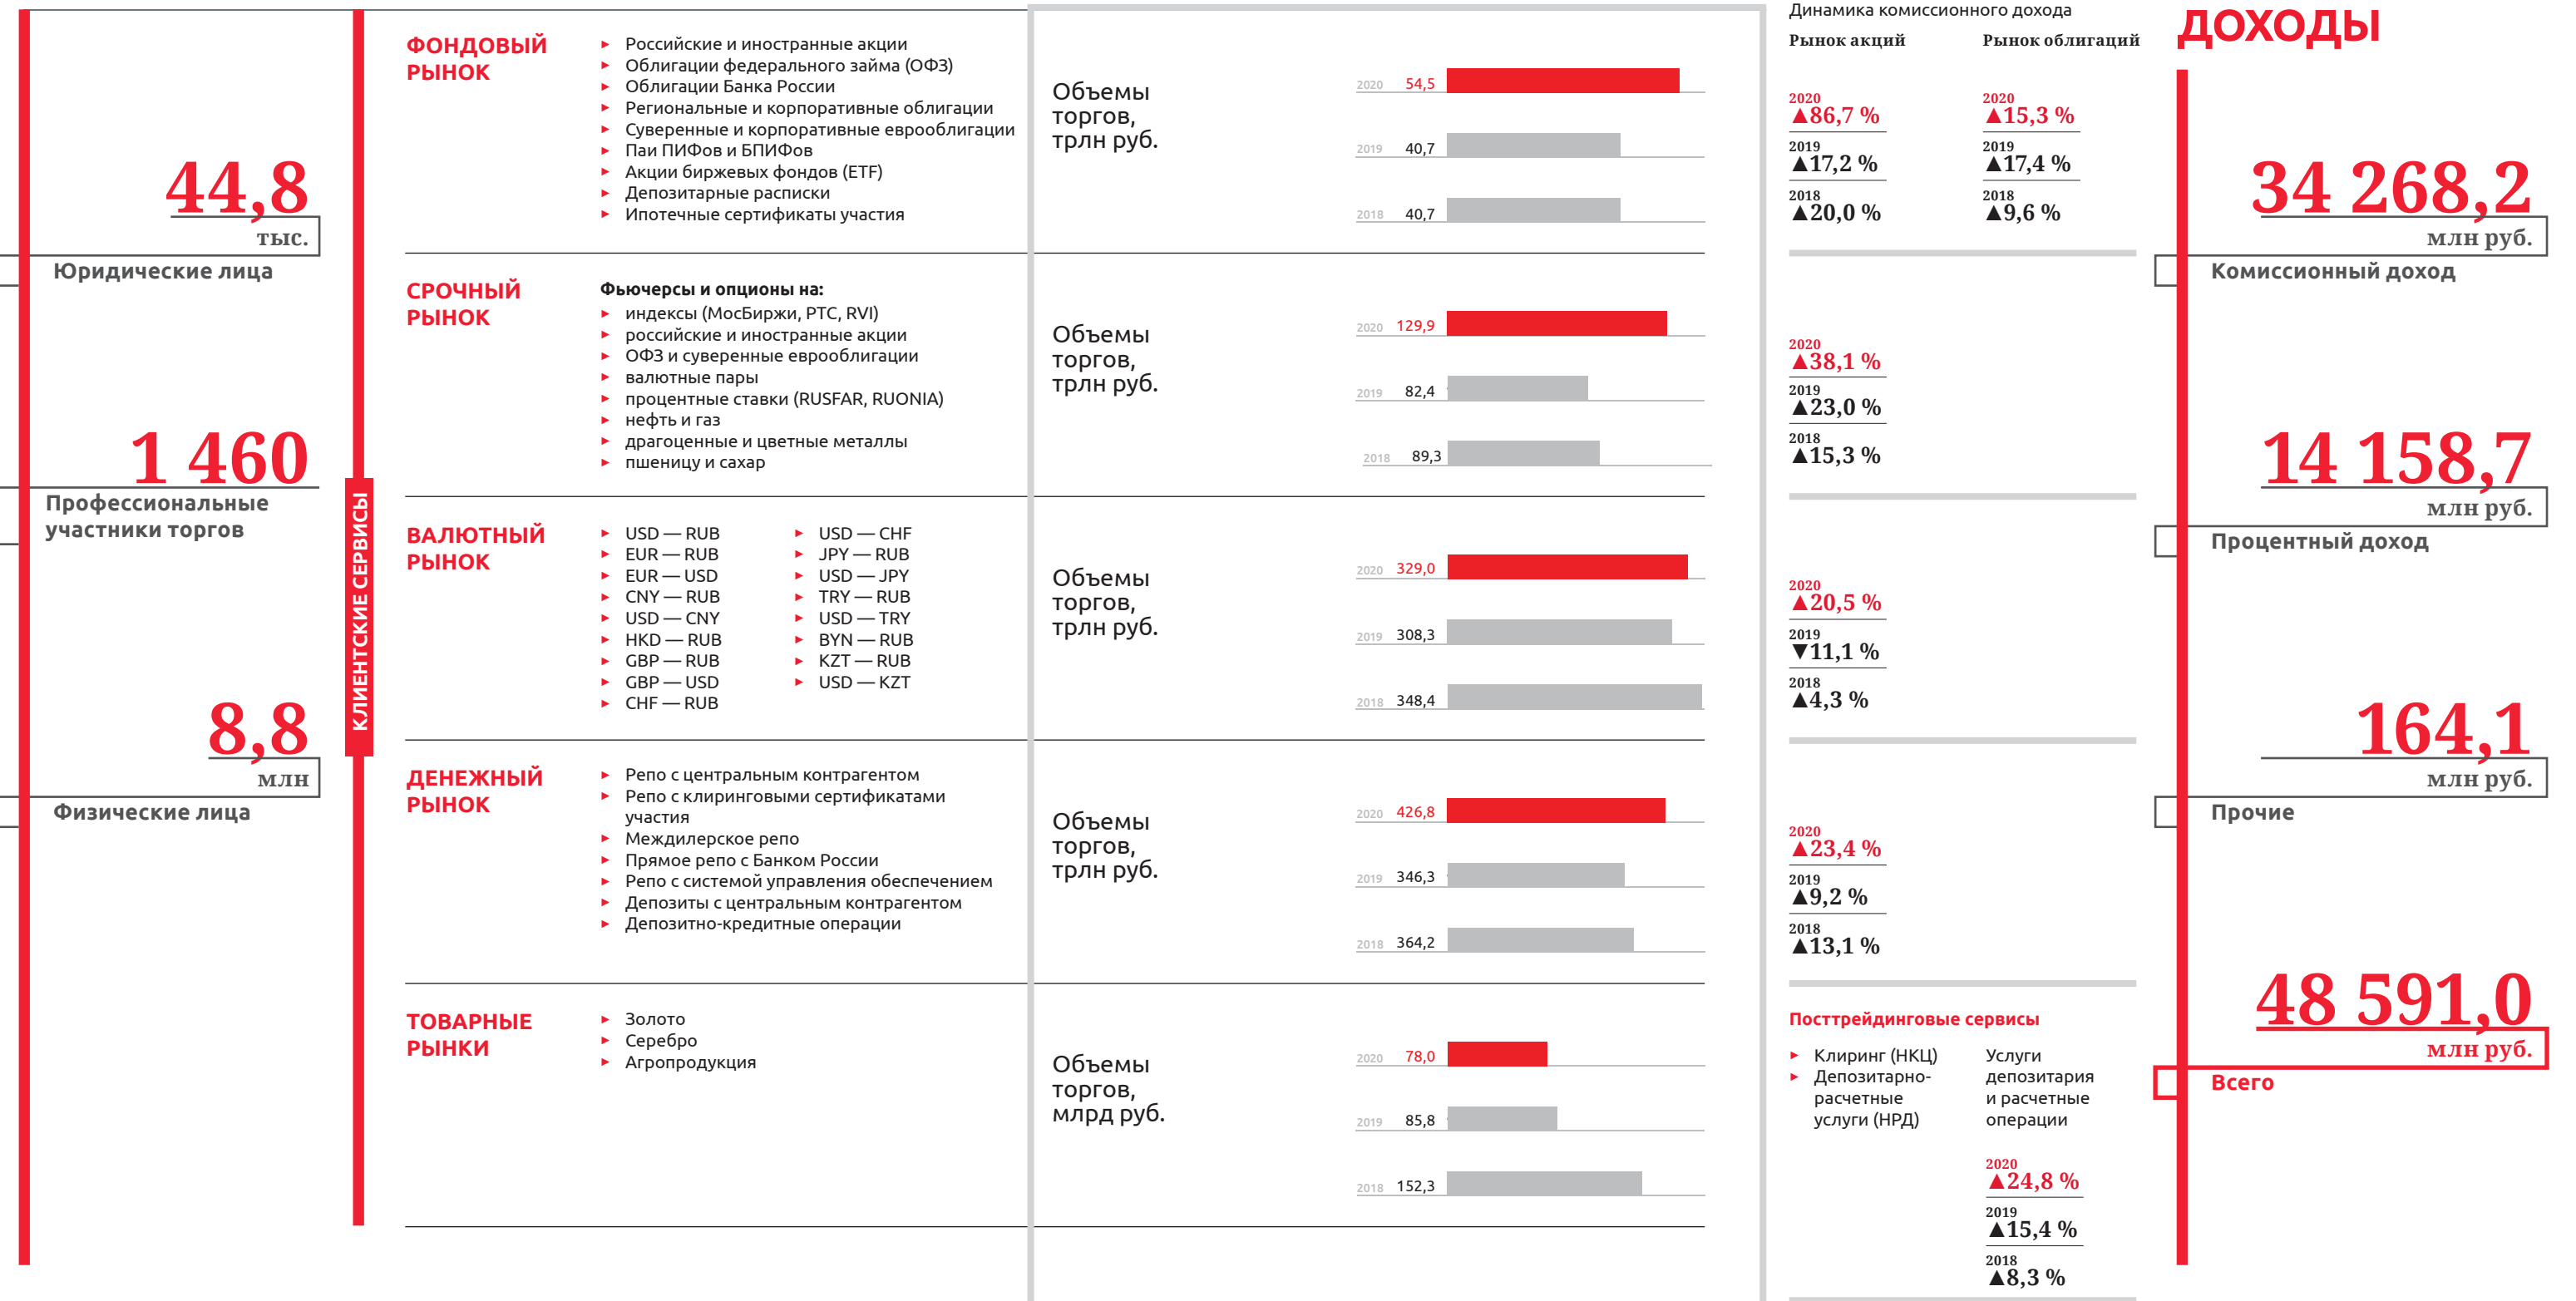 44,8
тыс.
Юридические лица
1 460
Профессиональные
участники торгов
8,8
млн
Физические лица
КЛИЕНТСКИЕ СЕРВИСЫ
ФОНДОВЫЙ
РЫНОК
► Российские и иностранные акции
► Облигации федерального займа (ОФЗ)
► Облигации Банка России
► Региональные и корпоративные облигации
► Суверенные и корпоративные еврооблигации
► Паи ПИФов и БПИФов
► Акции биржевых фондов (ETF)
► Депозитарные расписки
► Ипотечные сертификаты участия
Объемы
торгов,
трлн руб.
2020 54,5
2019 40,7
2018 40,7
СРОЧНЫЙ
РЫНОК
Фьючерсы и опционы на:
► индексы (МосБиржи, РТС, RVI)
► российские и иностранные акции
► ОФЗ и суверенные еврооблигации
► валютные пары
► процентные ставки (RUSFAR, RUONIA)
► нефть и газ
► драгоценные и цветные металлы
► пшеницу и сахар
Объемы
торгов,
трлн руб.
2020 129,9
2019 82,4
2018 89,3
ВАЛЮТНЫЙ
РЫНОК
► USD — RUB
► EUR — RUB
► EUR — USD
► CNY — RUB
► USD — CNY
► HKD — RUB
► GBP — RUB
► GBP — USD
► CHF — RUB
► USD — CHF
► JPY — RUB
► USD — JPY
► TRY — RUB
► USD — TRY
► BYN — RUB
► KZT — RUB
► USD — KZT
Объемы
торгов,
трлн руб.
2020 329,0
2019 308,3
2018 348,4
ДЕНЕЖНЫЙ
РЫНОК
► Репо с центральным контрагентом
► Репо с клиринговыми сертификатами
участия
► Междилерское репо
► Прямое репо с Банком России
► Репо с системой управления обеспечением
► Депозиты с центральным контрагентом
► Депозитно-кредитные операции
Объемы
торгов,
трлн руб.
2020 426,8
2019 346,3
2018 364,2
ТОВАРНЫЕ
РЫНКИ
► Золото
► Серебро
► Агропродукция
Объемы
торгов,
млрд руб.
2020 78,0
2019 85,8
2018 152,3
Динамика комиссионного дохода
Рынок акций
2020
▲86,7 %
2019
▲17,2 %
2018
▲20,0 %
Рынок облигаций
2020
▲15,3 %
2019
▲17,4 %
2018
▲9,6 %
2020
▲38,1 %
2019
▲23,0 %
2018
▲15,3 %
2020
▲20,5 %
2019
▼11,1 %
2018
▲4,3 %
2020
▲23,4 %
2019
▲9,2 %
2018
▲13,1 %
Посттрейдинговые сервисы
► Клиринг (НКЦ)
► Депозитарно-
расчетные
услуги (НРД)
Услуги
депозитария
и расчетные
операции
2020
▲24,8 %
2019
▲15,4 %
2018
▲8,3 %
ДОХОДЫ
34 268,2
млн руб.
Комиссионный доход
14 158,7
млн руб.
Процентный доход
164,1
млн руб.
Прочие
48 591,0
млн руб.
Всего